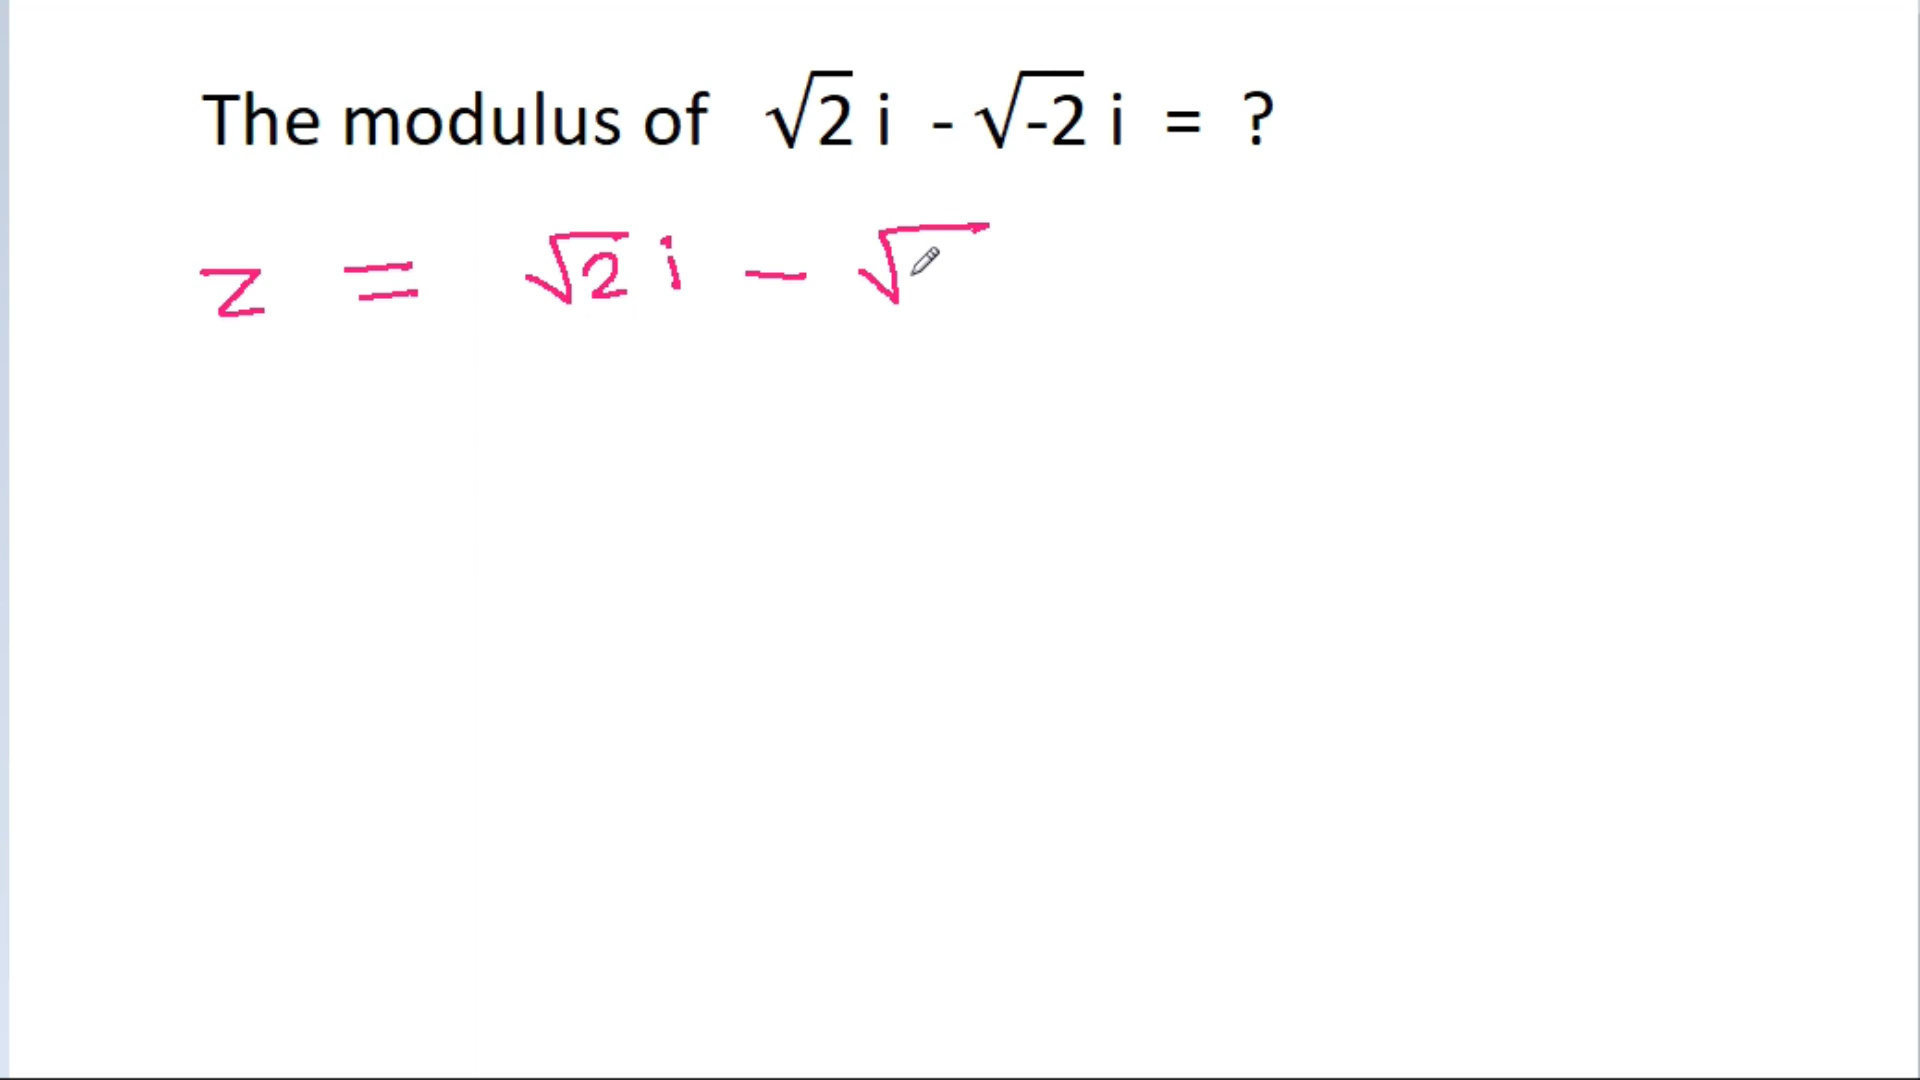 The modulus of √2 i - √-2 i = ?
z = √2 i - √